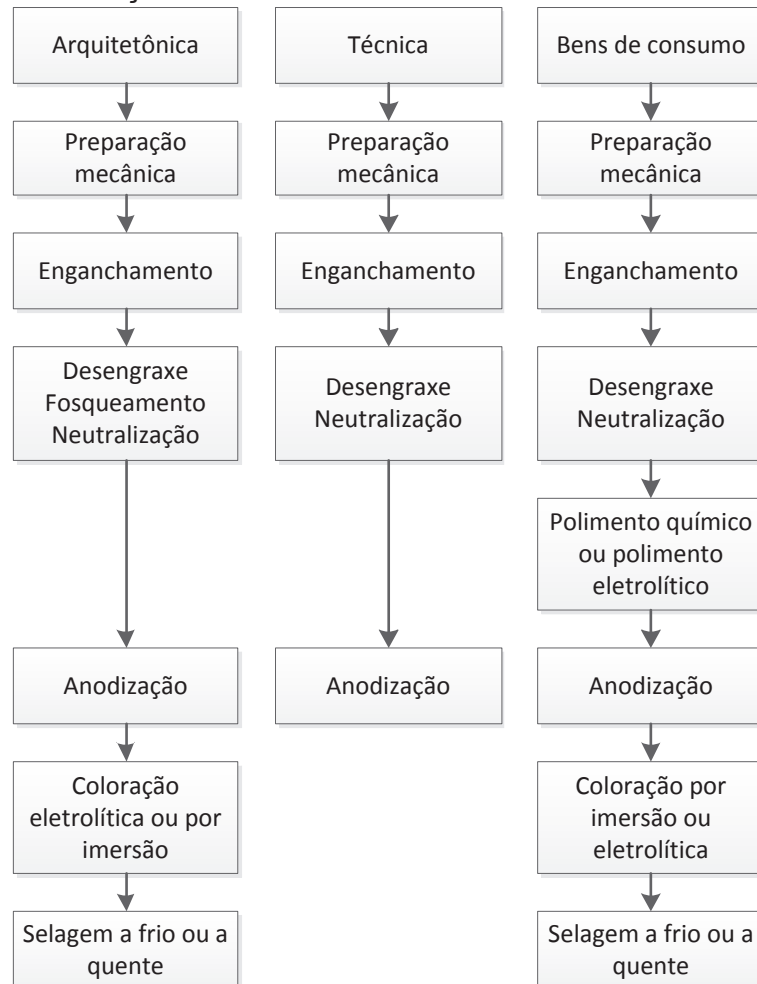 Arquitetônica
Preparação
mecânica
Enganchamento
Desengraxe
Fosqueamento
Neutralização
Anodização
Coloração
eletrolítica ou por
imersão
Selagem a frio ou a
quente
Técnica
Preparação
mecânica
Enganchamento
Desengraxe
Neutralização
Anodização
Bens de consumo
Preparação
mecânica
Enganchamento
Desengraxe
Neutralização
Polimento químico
ou polimento
eletrolítico
Anodização
Coloração por
imersão ou
eletrolítica
Selagem a frio ou a
quente